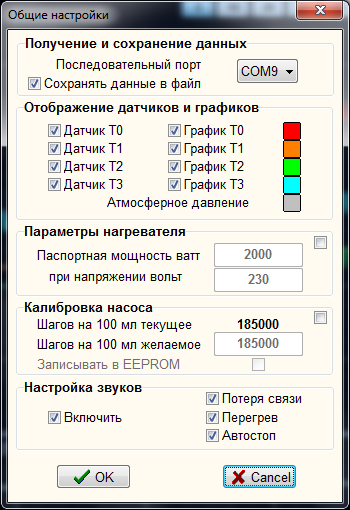 Общие настройки
Получение и сохранение данных
Последовательный порт
COM9
Сохранять данные в файл
Отображение датчиков и графиков
Датчик T0 График T0
Датчик T1 График T1
Датчик T2 График T2
Датчик T3 График T3
Атмосферное давление
Параметры нагревателя
Паспортная мощность ватт 2000
при напряжении вольт 230
Калибровка насоса
Шагов на 100 мл текущее 185000
Шагов на 100 мл желаемое 185000
Записывать в EEPROM
Настройка звуков
Потеря связи
Включить Перегрев
Автостоп
OK Cancel